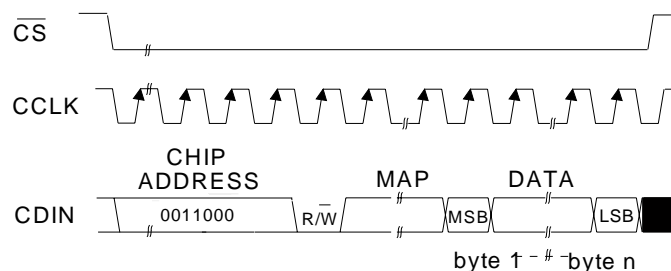 CS
CCLK
CHIP
ADDRESS
MAP
DATA
CDIN
0011000
R/W
MSB
LSB
byte 1
byte n